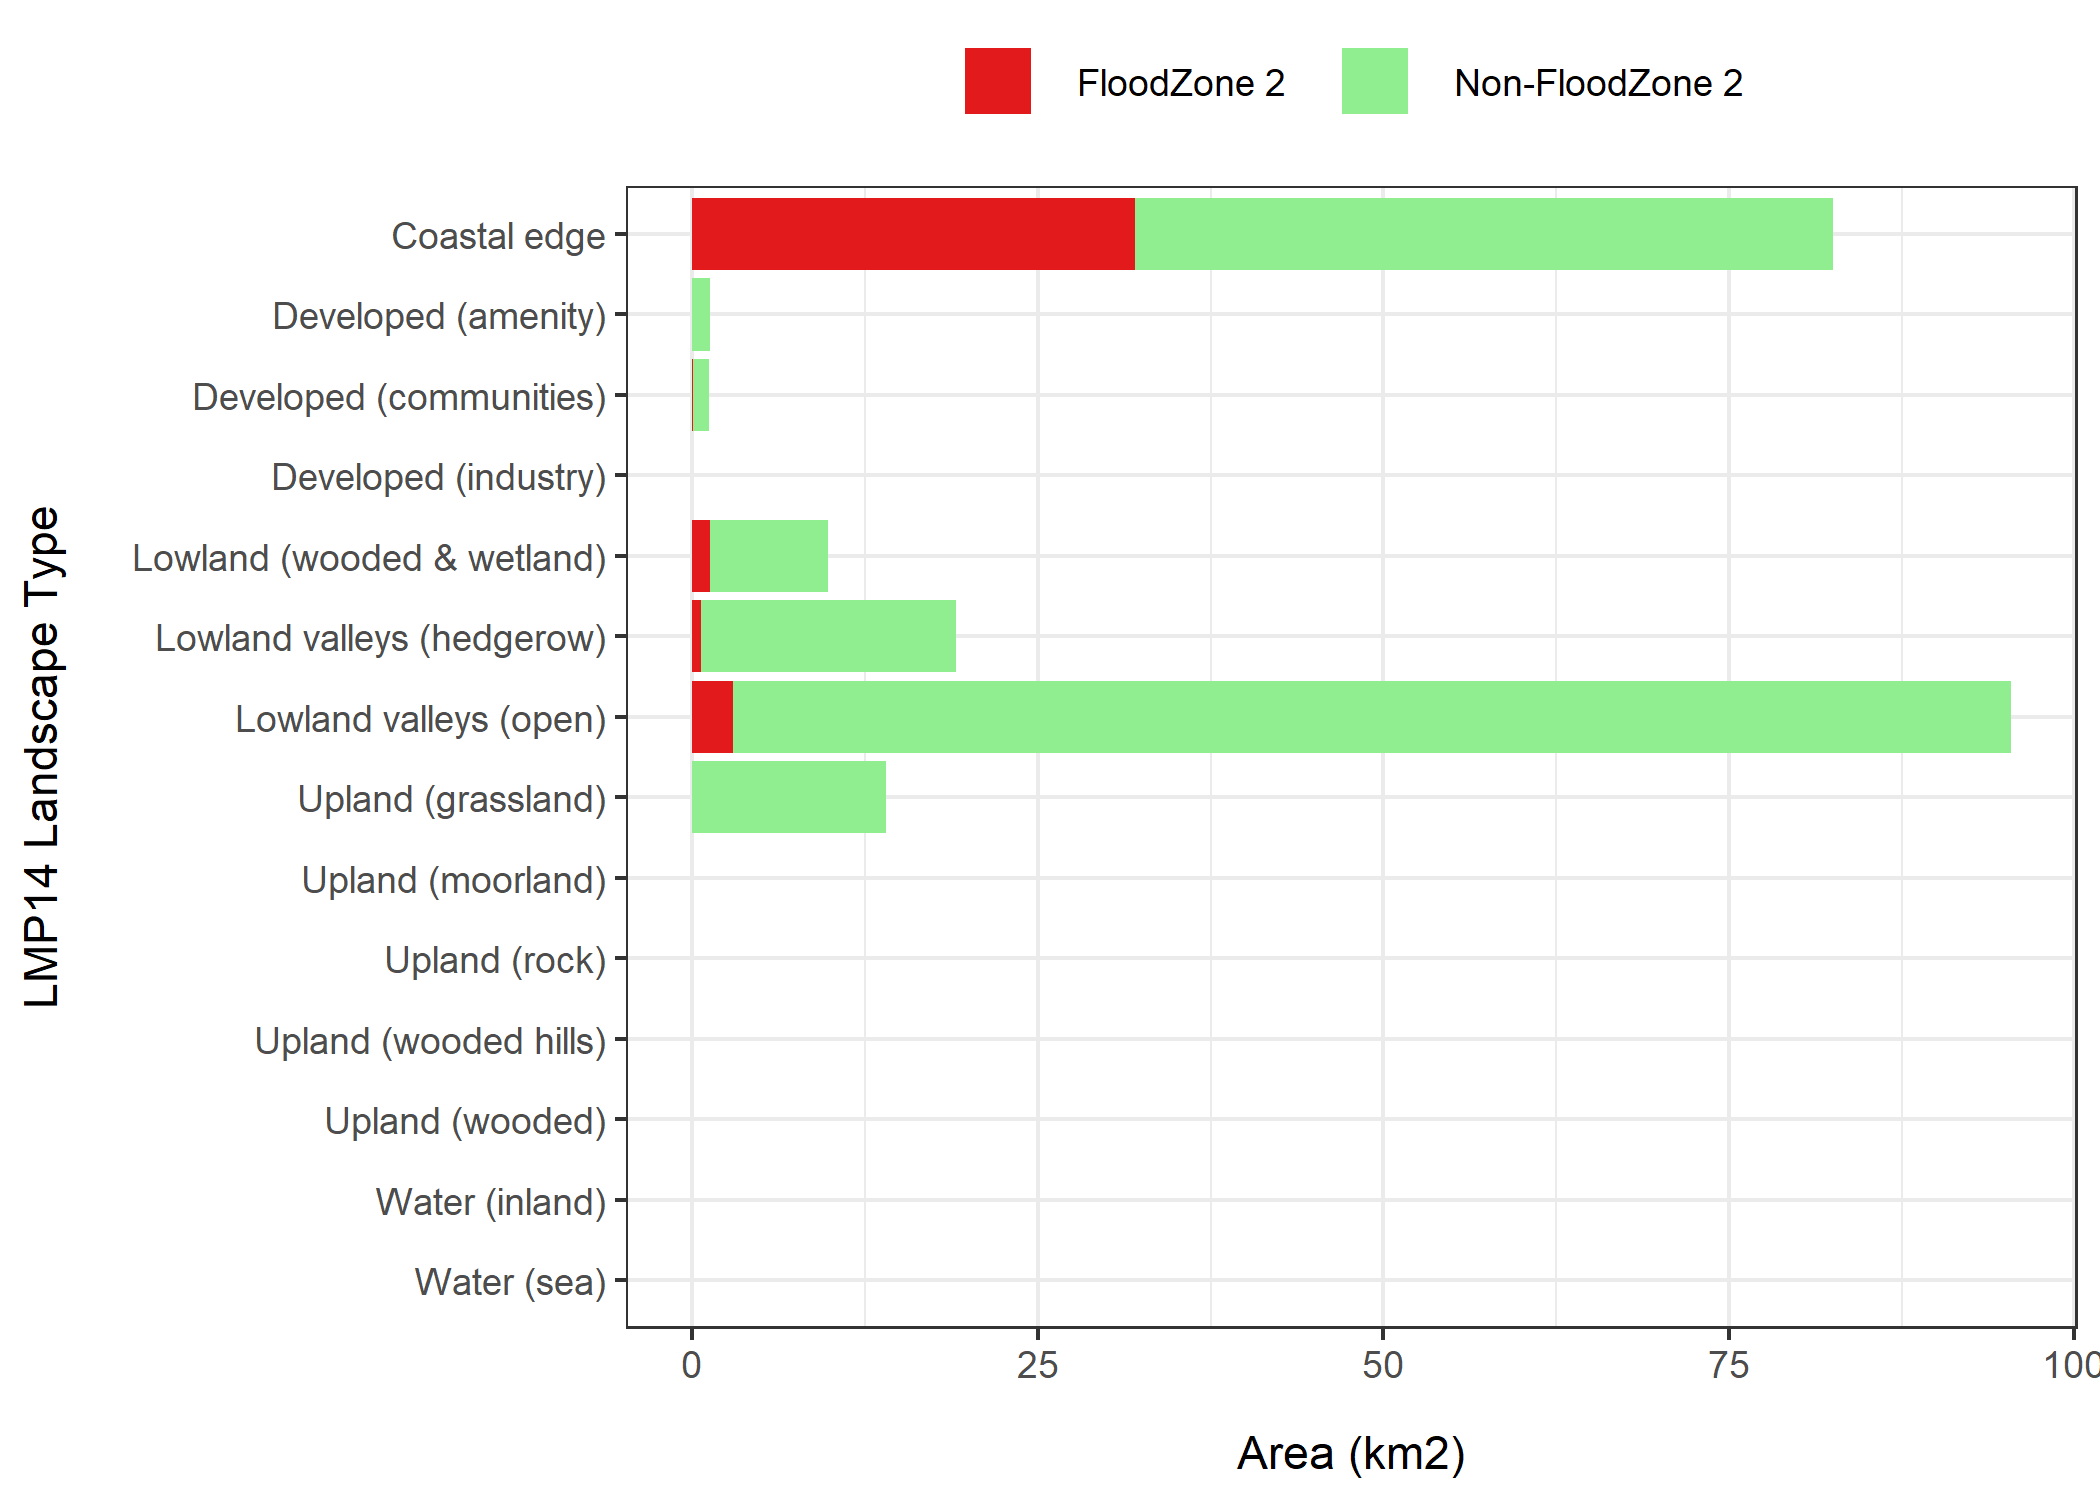 FloodZone 2
Non-FloodZone 2
LMP14 Landscape Type
Coastal edge
Developed (amenity)
Developed (communities)
Developed (industry)
Lowland (wooded & wetland)
Lowland valleys (hedgerow)
Lowland valleys (open)
Upland (grassland)
Upland (moorland)
Upland (rock)
Upland (wooded hills)
Upland (wooded)
Water (inland)
Water (sea)
0 25 50 75 100
Area (km2)